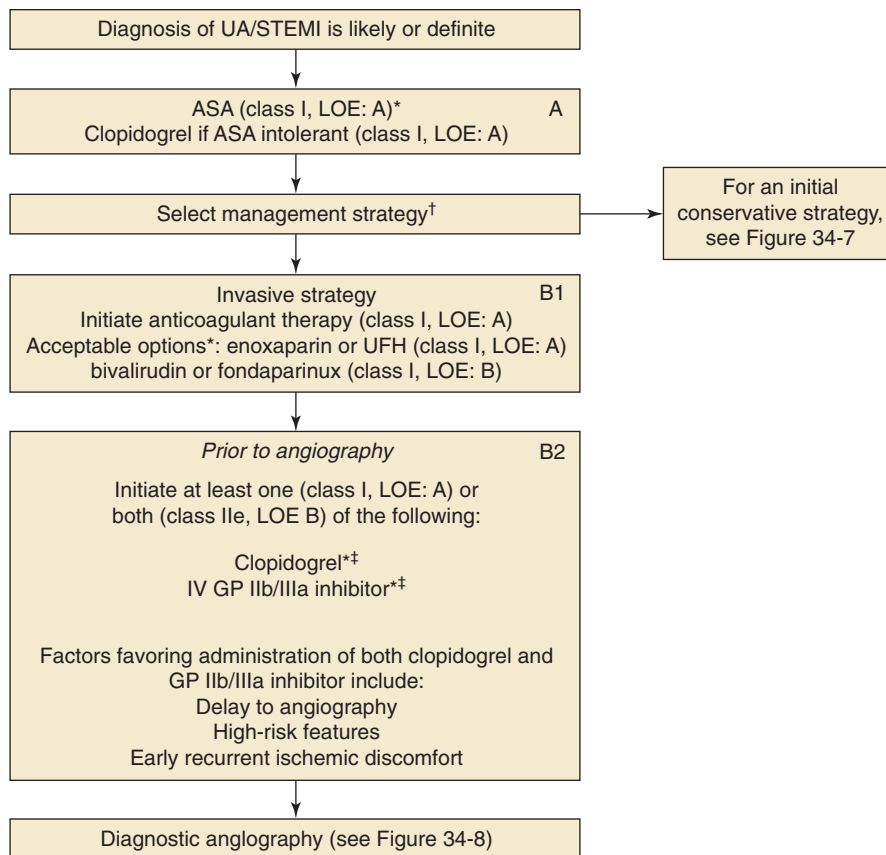 Diagnosis of UA/STEMI is likely or definite
ASA (class I, LOE: A)*
A
Clopidogrel if ASA intolerant (class I, LOE: A)
Select management strategy†
For an initial
conservative strategy,
see Figure 34-7
Invasive strategy
B1
Initiate anticoagulant therapy (class I, LOE: A)
Acceptable options*: enoxaparin or UFH (class I, LOE: A)
bivalirudin or fondaparinux (class I, LOE: B)
Prior to angiography
B2
Initiate at least one (class I, LOE: A) or
both (class IIe, LOE B) of the following:
Clopidogrel*‡
IV GP IIb/IIIa inhibitor*‡
Factors favoring administration of both clopidogrel and
GP IIb/IIIa inhibitor include:
Delay to angiography
High-risk features
Early recurrent ischemic discomfort
Diagnostic anglography (see Figure 34-8)